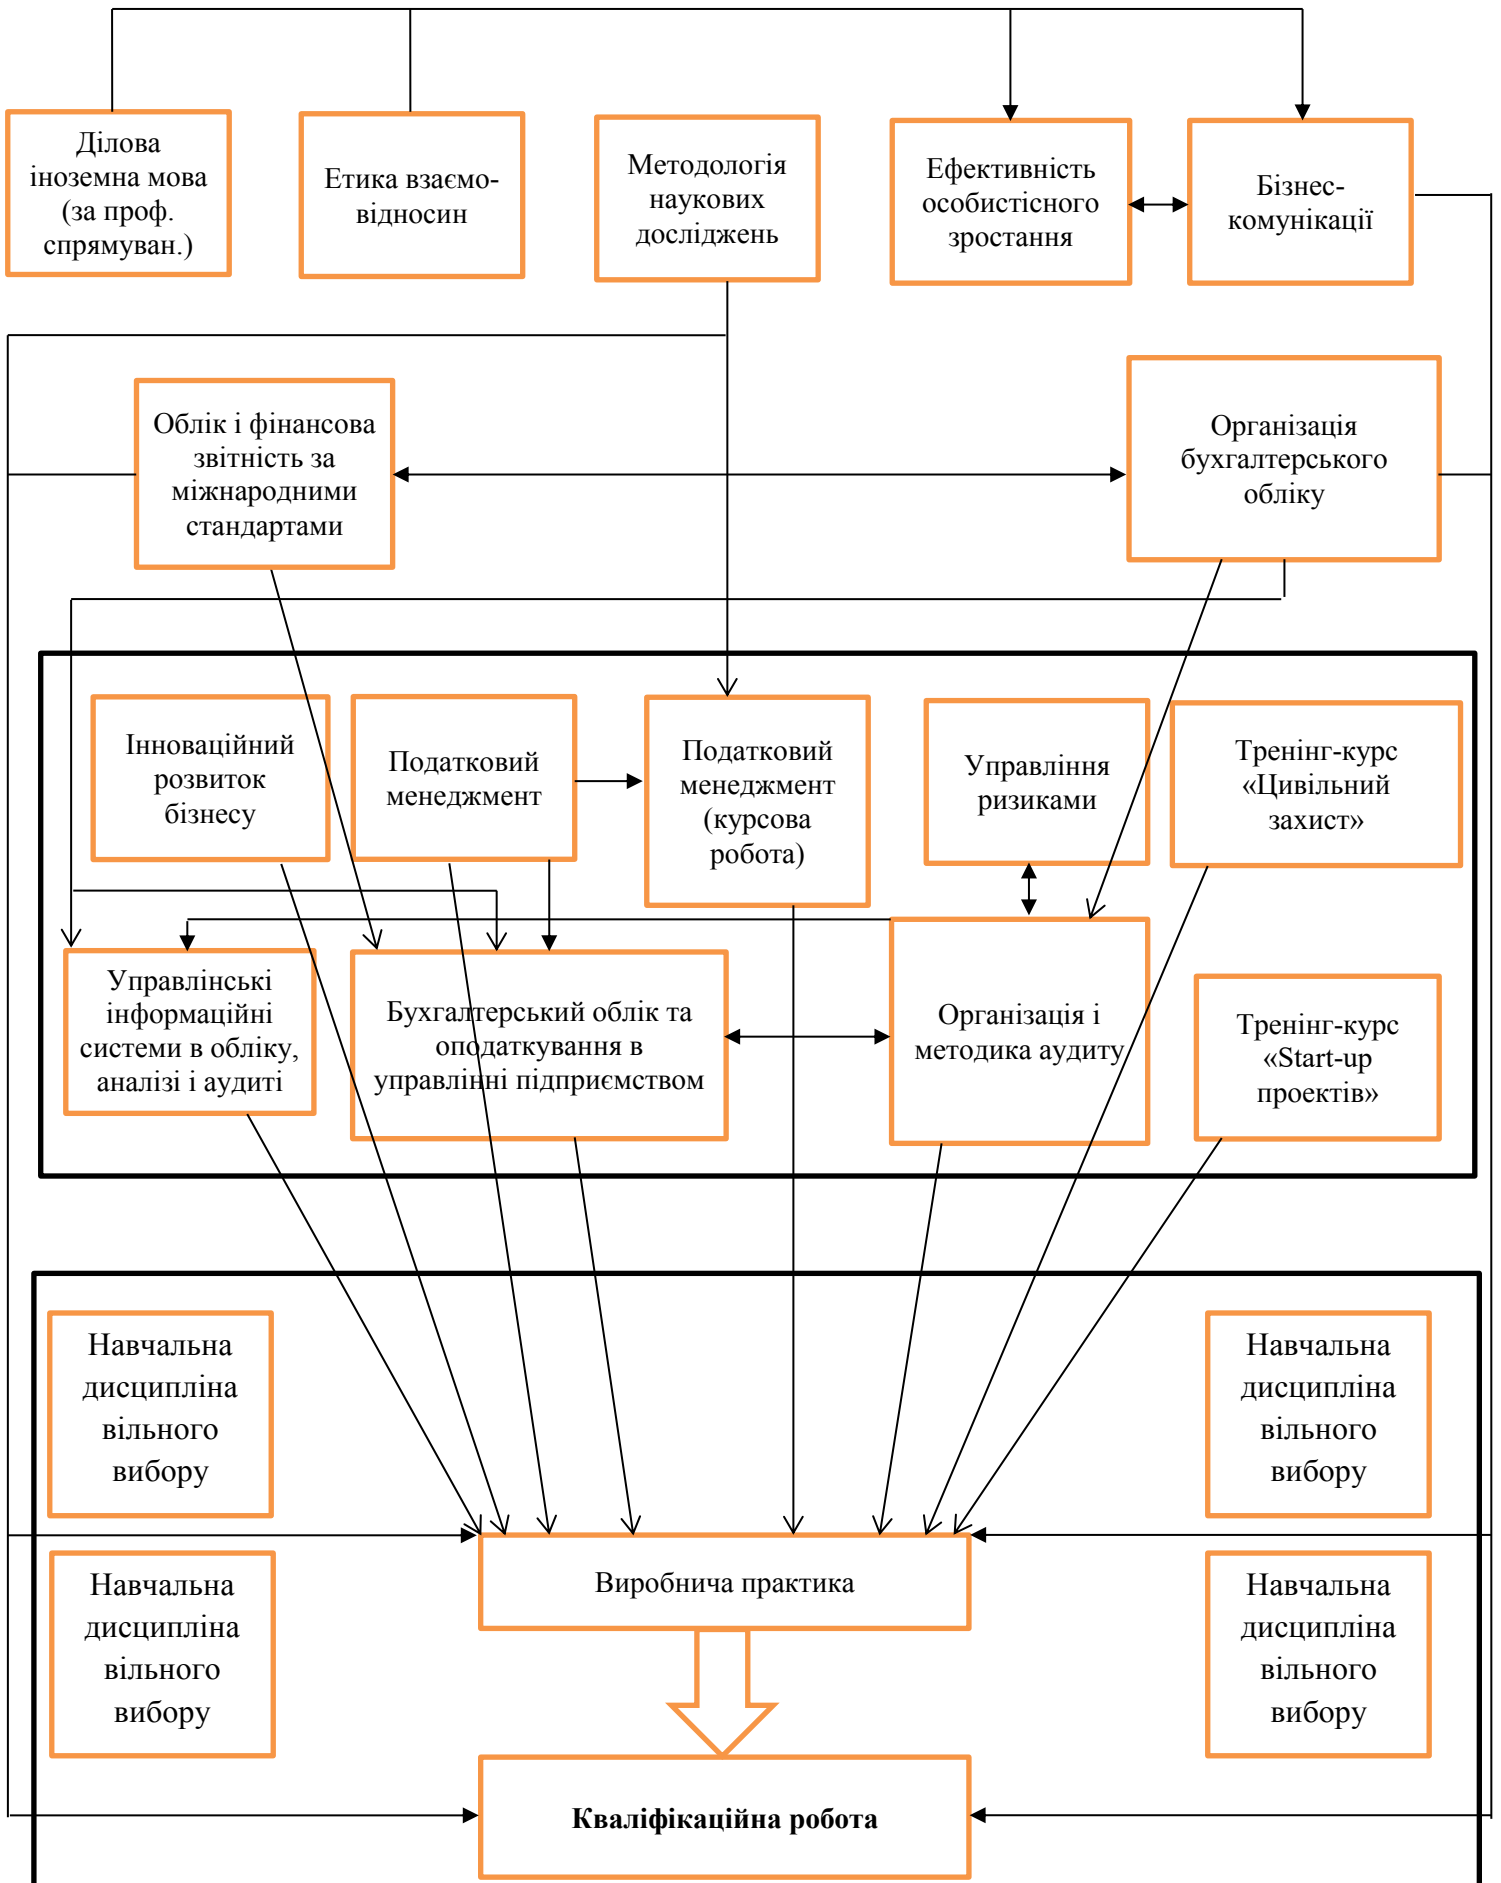 Ділова
іноземна мова
(за проф.
спрямуван.)
Етика взаємо-
відносин
Методологія
наукових
досліджень
Ефективність
особистісного
зростання
Бізнес-
комунікації
Облік і фінансова
звітність за
міжнародними
стандартами
Організація
бухгалтерського
обліку
Інноваційний
розвиток
бізнесу
Податковий
менеджмент
Податковий
менеджмент
(курсова
робота)
Управління
ризиками
Тренінг-курс
«Цивільний
захист»
Управлінські
інформаційні
системи в обліку,
аналізі і аудиті
Бухгалтерський облік та
оподаткування в
управлінні підприємством
Організація і
методика аудиту
Тренінг-курс
«Start-up
проектів»
Навчальна
дисципліна
вільного
вибору
Навчальна
дисципліна
вільного
вибору
Навчальна
дисципліна
вільного
вибору
Виробнича практика
Навчальна
дисципліна
вільного
вибору
Кваліфікаційна робота